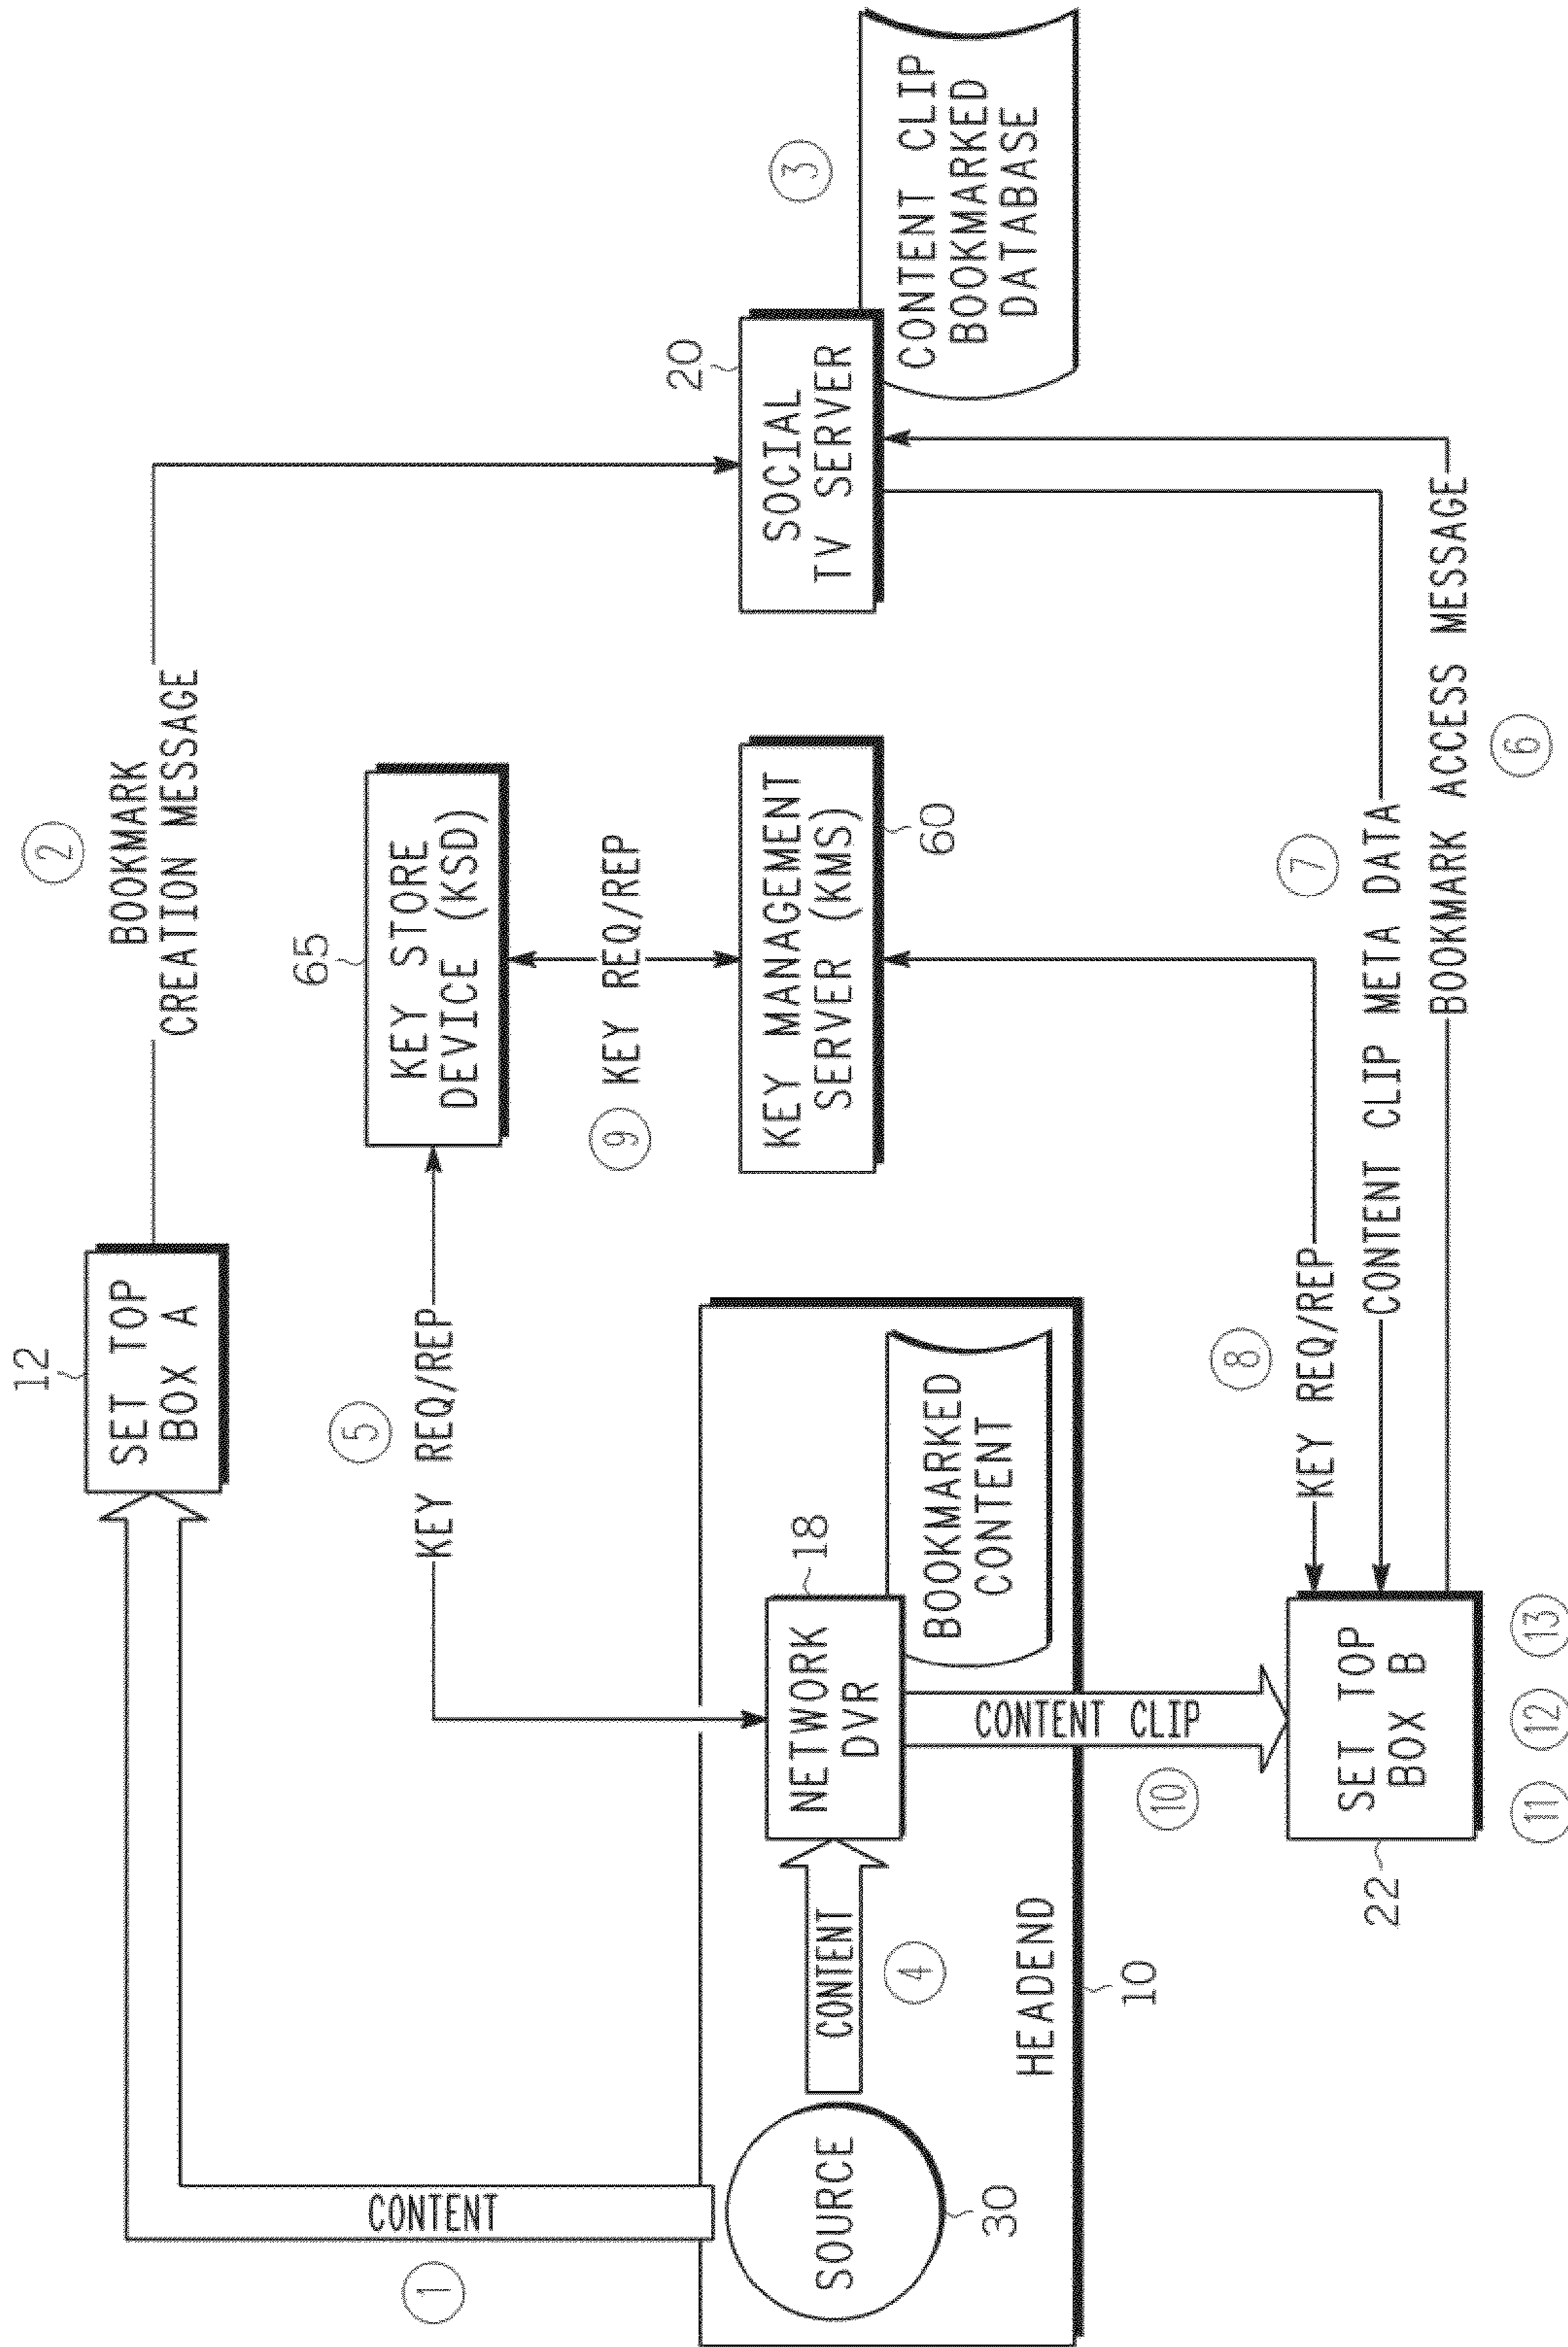 2
BOOKMARK
CREATION MESSAGE
12
SET TOP
BOX A
65
KEY STORE
DEVICE (KSD)
5
KEY REQ/REP
9
KEY REQ/REP
1
CONTENT
20
SOCIAL
TV SERVER
3
CONTENT CLIP
BOOKMARKED
DATABASE
KEY MANAGEMENT
SERVER (KMS)
60
SOURCE
30
CONTENT
4
NETWORK
DVR
18
BOOKMARKED
CONTENT
HEADEND
10
CONTENT CLIP
10
8
KEY REQ/REP
7
CONTENT CLIP META DATA
BOOKMARK ACCESS MESSAGE
6
SET TOP
BOX B
22
11
12
13